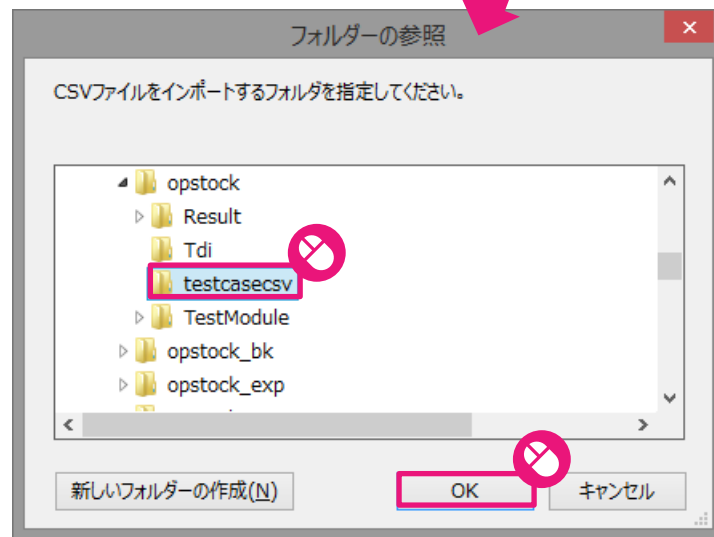 フォルダーの参照
CSVファイルをインポートするフォルダを指定してください。
opstock
Result
Tdi
testcasecsv
TestModule
opstock_bk
opstock_exp
新しいフォルダーの作成(N)
OK
キャンセル